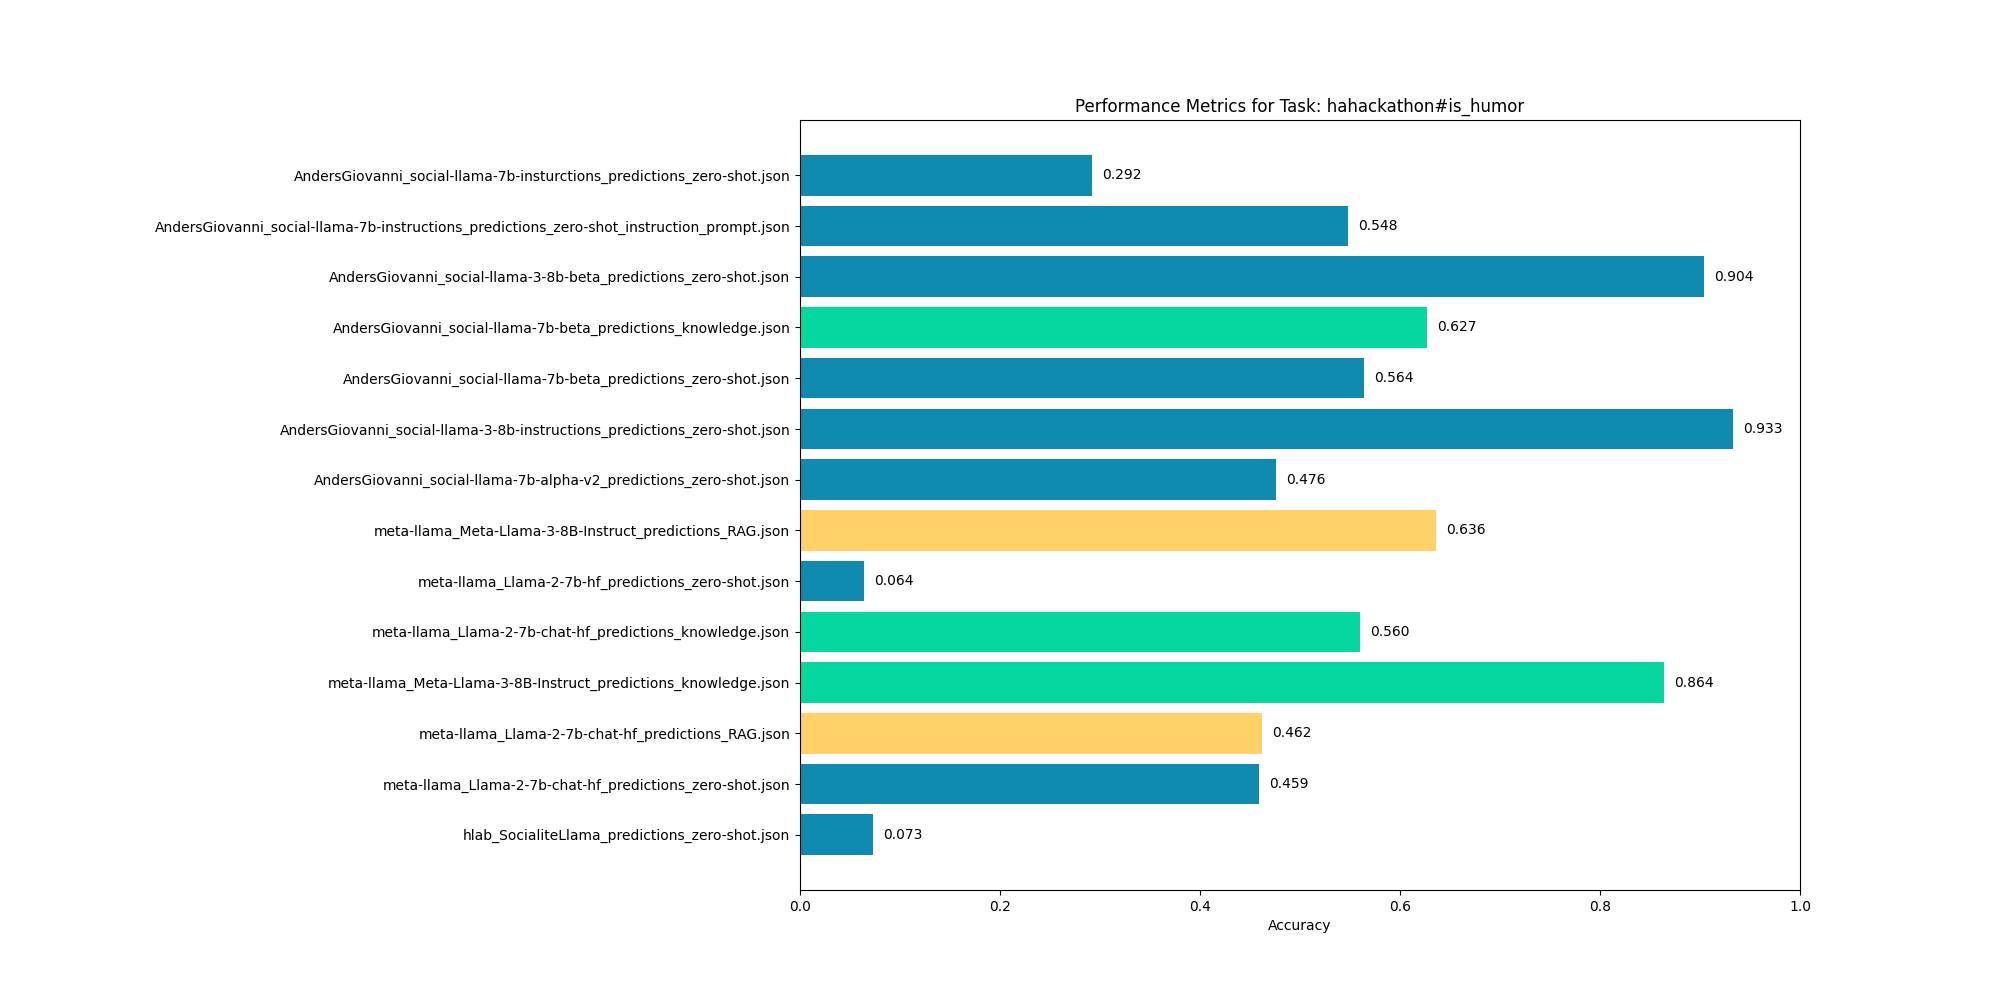 Performance Metrics for Task: hahackathon#is_humor
AndersGiovanni_social-llama-7b-insturctions_predictions_zero-shot.json 0.292
AndersGiovanni_social-llama-7b-instructions_predictions_zero-shot_instruction_prompt.json 0.548
AndersGiovanni_social-llama-3-8b-beta_predictions_zero-shot.json 0.904
AndersGiovanni_social-llama-7b-beta_predictions_knowledge.json 0.627
AndersGiovanni_social-llama-7b-beta_predictions_zero-shot.json 0.564
AndersGiovanni_social-llama-3-8b-instructions_predictions_zero-shot.json 0.933
AndersGiovanni_social-llama-7b-alpha-v2_predictions_zero-shot.json 0.476
meta-llama_Meta-Llama-3-8B-Instruct_predictions_RAG.json 0.636
meta-llama_Llama-2-7b-hf_predictions_zero-shot.json 0.064
meta-llama_Llama-2-7b-chat-hf_predictions_knowledge.json 0.560
meta-llama_Meta-Llama-3-8B-Instruct_predictions_knowledge.json 0.864
meta-llama_Llama-2-7b-chat-hf_predictions_RAG.json 0.462
meta-llama_Llama-2-7b-chat-hf_predictions_zero-shot.json 0.459
hlab_SocialiteLlama_predictions_zero-shot.json 0.073
0.0 0.2 0.4 0.6 0.8 1.0
Accuracy